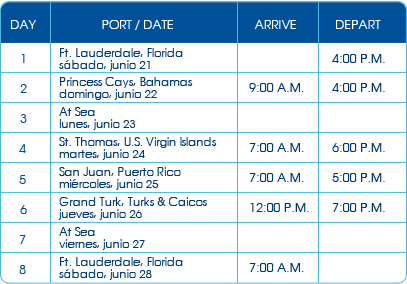 DAY PORT / DATE ARRIVE DEPART
1 Ft. Lauderdale, Florida 4:00 P.M.
sábado, junio 21
2 Princess Cays, Bahamas 9:00 A.M. 4:00 P.M.
domingo, junio 22
3 At Sea
lunes, junio 23
4 St. Thomas, U.S. Virgin Islands 7:00 A.M. 6:00 P.M.
martes, junio 24
5 San Juan, Puerto Rico 7:00 A.M. 5:00 P.M.
miércoles, junio 25
6 Grand Turk, Turks & Caicos 12:00 P.M. 7:00 P.M.
jueves, junio 26
7 At Sea
viernes, junio 27
8 Ft. Lauderdale, Florida 7:00 A.M.
sábado, junio 28